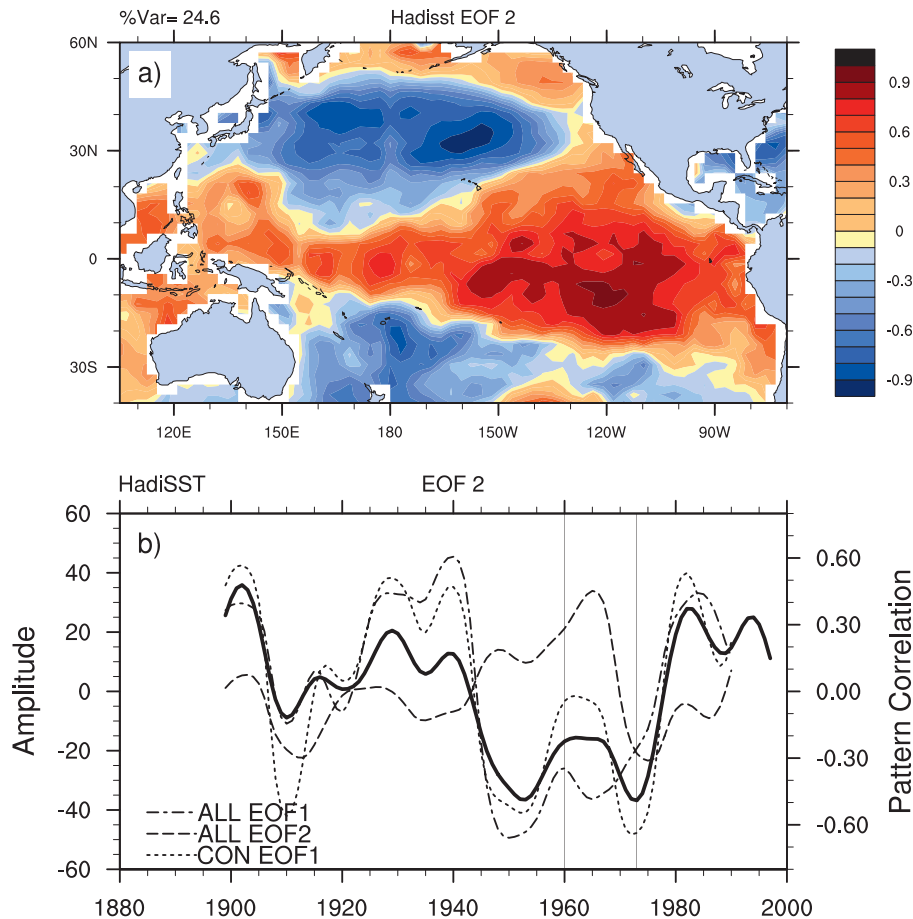 %Var= 24.6 Hadisst EOF 2
60N
a)
30N
0
30S
120E 150E 180 150W 120W 90W
0.9
0.6
0.3
0
-0.3
-0.6
-0.9
HadiSST EOF 2
b)
60
40
20
0
-20
-40
-60
Amplitude
0.60
0.30
0.00
-0.30
-0.60
Pattern Correlation
ALL EOF1
ALL EOF2
CON EOF1
1880 1900 1920 1940 1960 1980 2000